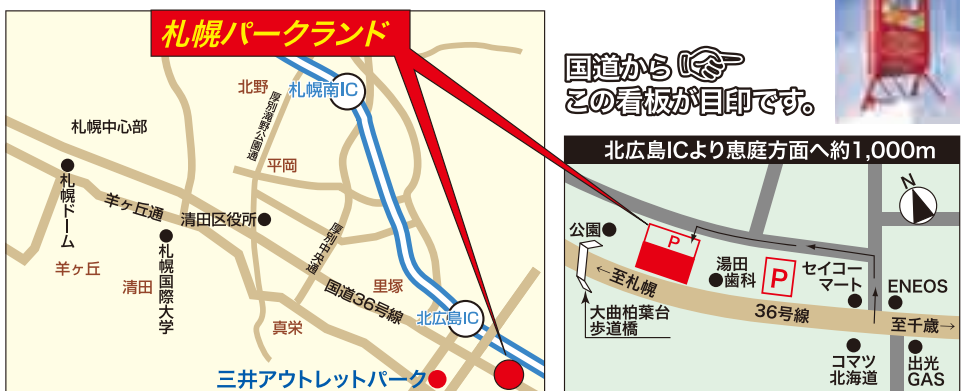 札幌パークランド
北野
札幌南IC
厚別滝野公園通
札幌中心部
平岡
札幌ドーム
羊ヶ丘通
清田区役所
羊ヶ丘
清田
札幌国際大学
厚別中央通
里塚
国道36号線
真栄
北広島IC
三井アウトレットパーク
国道から
この看板が目印です。
北広島ICより恵庭方面へ約1,000m
N
公園
P
←至札幌
湯田
歯科
P
セイコー
マート
ENEOS
大曲柏葉台
歩道橋
36号線
至千歳→
コマツ
北海道
出光
GAS